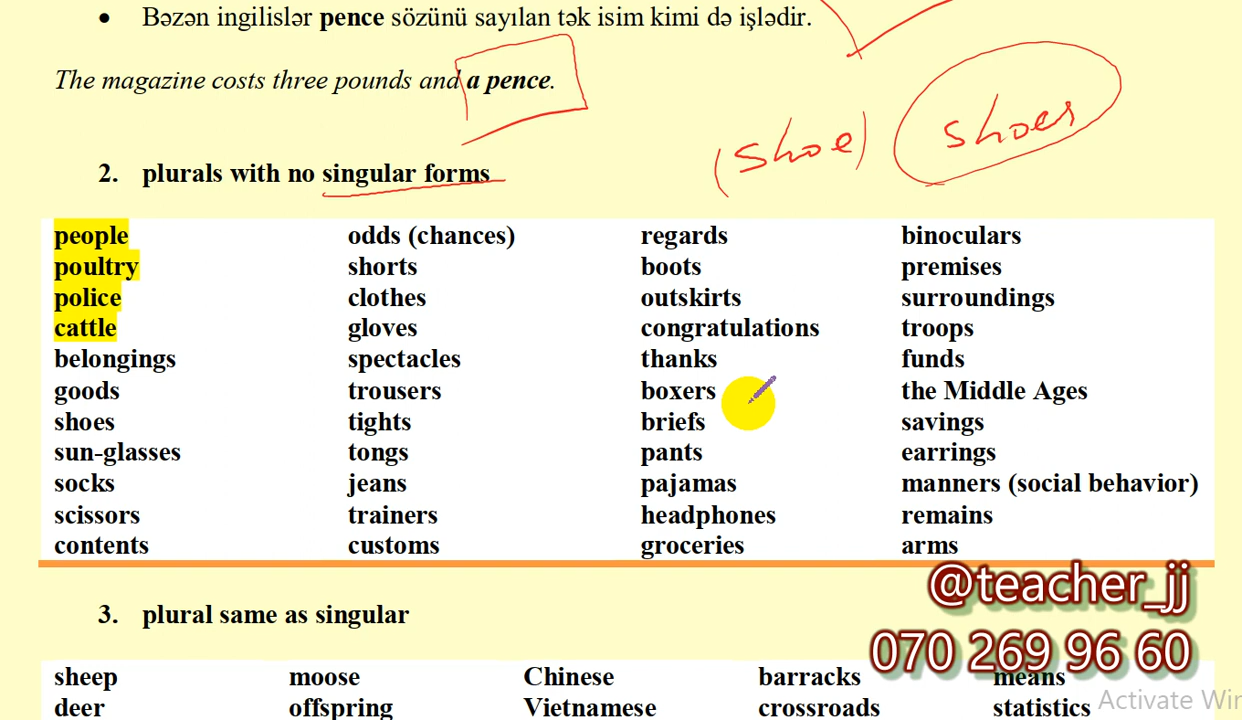 • Bəzən ingilislər pence sözünü sayılan tək isim kimi də işlədir.
The magazine costs three pounds and a pence.
(shoe) shoes
2. plurals with no singular forms
people odds (chances) regards binoculars
poultry shorts boots premises
police clothes outskirts surroundings
cattle gloves congratulations troops
belongings spectacles thanks funds
goods trousers boxers the Middle Ages
shoes tights briefs savings
sun-glasses tongs pants earrings
socks jeans pajamas manners (social behavior)
scissors trainers headphones remains
contents customs groceries arms
@teacher_jj
3. plural same as singular
070 269 96 60
sheep moose Chinese barracks means
deer offspring Vietnamese crossroads statistics
Activate Win